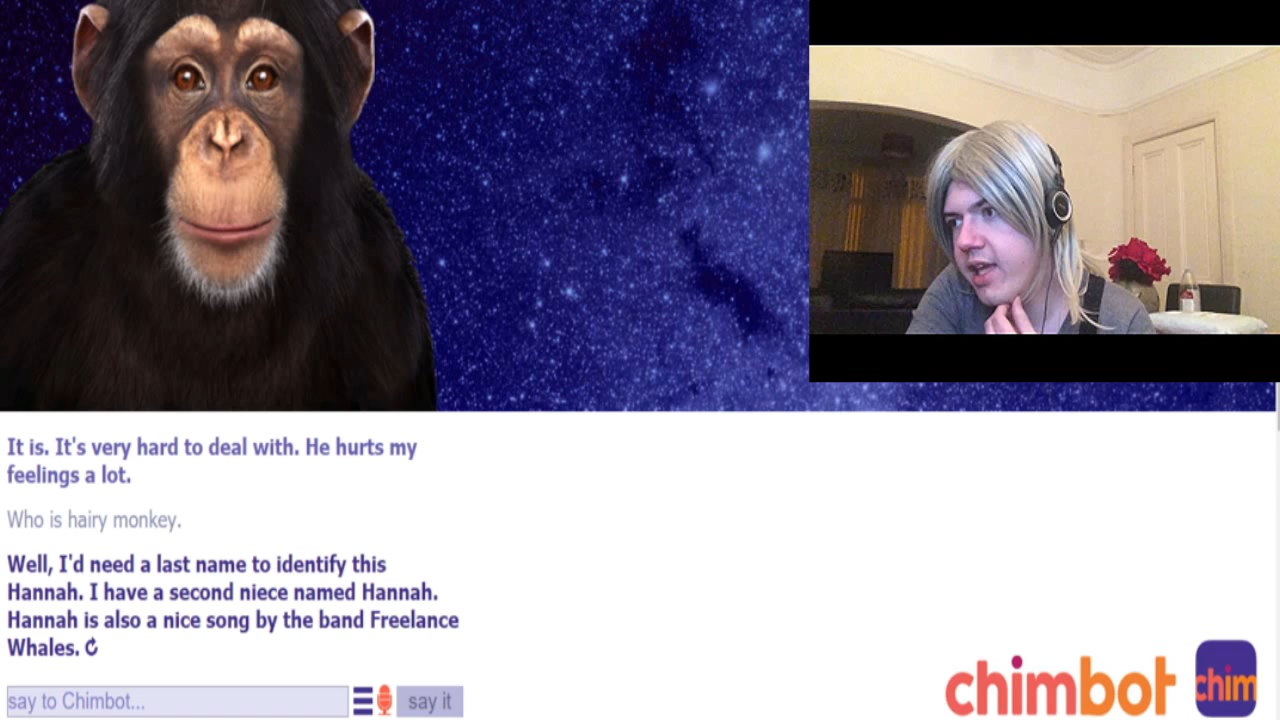 It is. It's very hard to deal with. He hurts my
feelings a lot.
Who is hairy monkey.
Well, I'd need a last name to identify this
Hannah. I have a second niece named Hannah.
Hannah is also a nice song by the band Freelance
Whales.
say to Chimbot... say it
chimbot chim